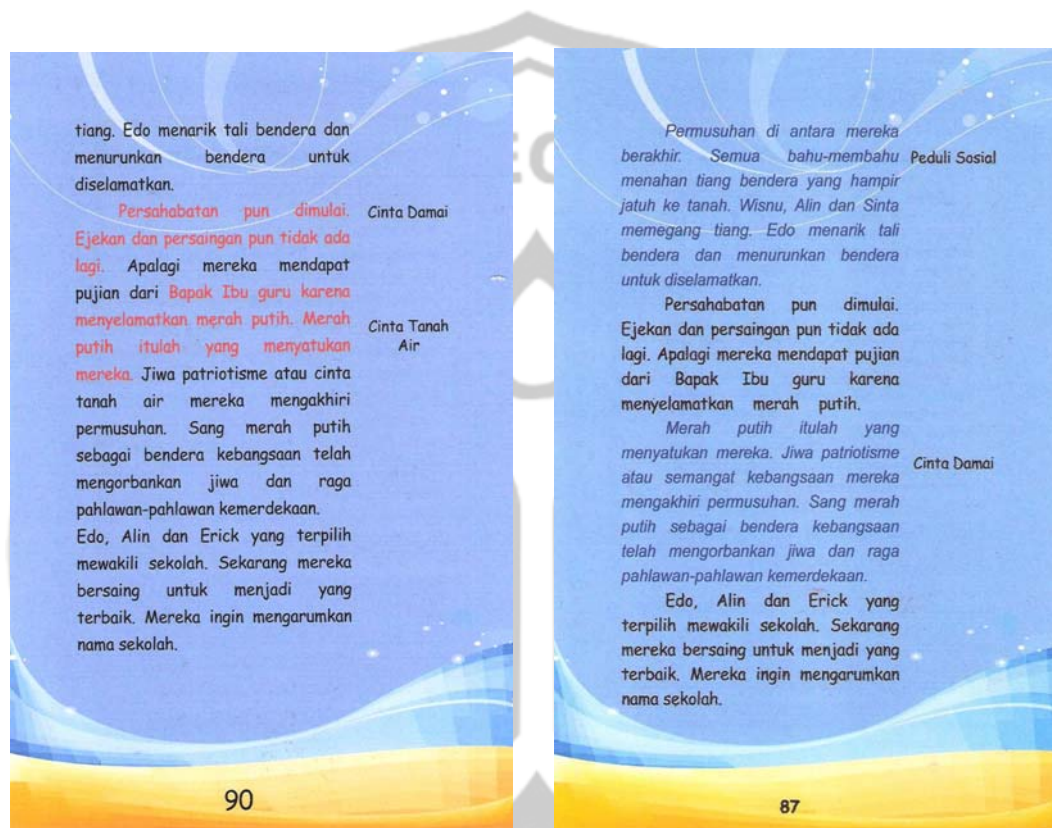 tiang. Edo menarik tali bendera dan
menurunkan bendera untuk
diselamatkan.
Persahabatan pun dimulai.
Ejekan dan persaingan pun tidak ada
lagi. Apalagi mereka mendapat
pujian dari Bapak Ibu guru karena
menyelamatkan merah putih. Merah
putih itulah yang menyatukan
mereka. Jiwa patriotisme atau cinta
tanah air mereka mengakhiri
permusuhan. Sang merah putih
sebagai bendera kebangsaan telah
mengorbankan jiwa dan raga
pahlawan-pahlawan kemerdekaan.
Edo, Alin dan Erick yang terpilih
mewakili sekolah. Sekarang mereka
bersaing untuk menjadi yang
terbaik. Mereka ingin mengarumkan
nama sekolah.
Cinta Damai
Cinta Tanah
Air
90
Permusuhan di antara mereka
berakhir. Semua bahu-membahu
menahan tiang bendera yang hampir
jatuh ke tanah. Wisnu, Alin dan Sinta
memegang tiang. Edo menarik tali
bendera dan menurunkan bendera
untuk diselamatkan.
Persahabatan pun dimulai.
Ejekan dan persaingan pun tidak ada
lagi. Apalagi mereka mendapat pujian
dari Bapak Ibu guru karena
menyelamatkan merah putih.
Merah putih itulah yang
menyatukan mereka. Jiwa patriotisme
atau semangat kebangsaan mereka
mengakhiri permusuhan. Sang merah
putih sebagai bendera kebangsaan
telah mengorbankan jiwa dan raga
pahlawan-pahlawan kemerdekaan.
Edo, Alin dan Erick yang
terpilih mewakili sekolah. Sekarang
mereka bersaing untuk menjadi yang
terbaik. Mereka ingin mengarumkan
nama sekolah.
Peduli Sosial
Cinta Damai
87